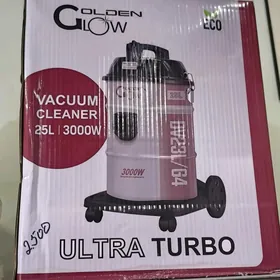 GOLDEN
GLOW
ECO
VACUUM
CLEANER
25L | 3000W
3000W
2500
ULTRA TURBO